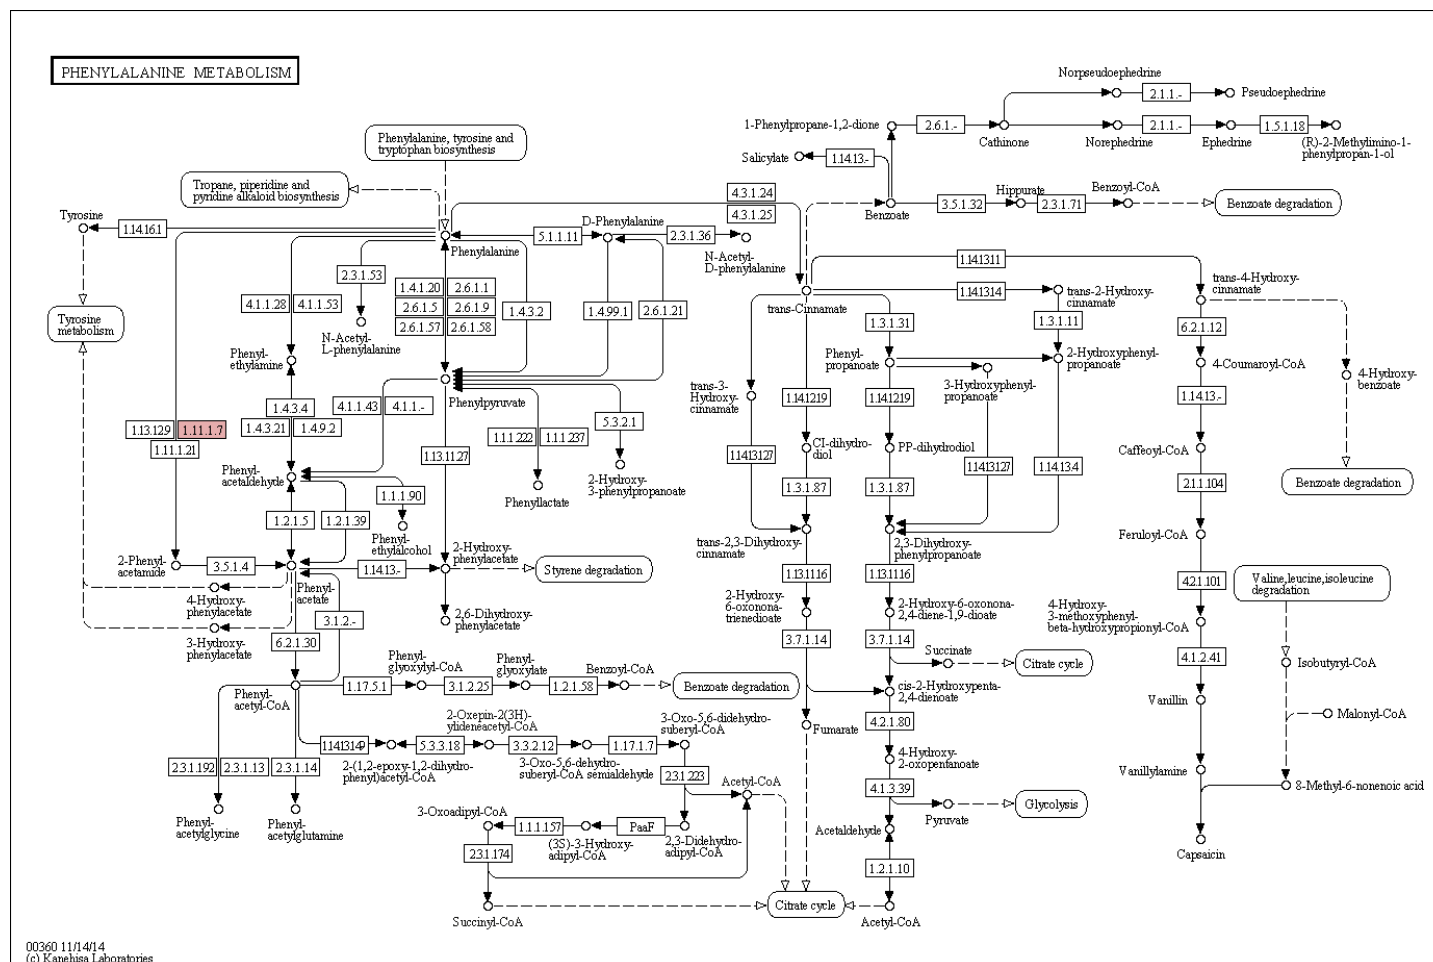 PHENYLALANINE METABOLISM
Norpseudoephedrine
2.1.1.-
Pseudoephedrine
1-Phenylpropane-1,2-dione
2.6.1.-
Cathinone
2.1.1.-
Norephedrine
Ephedrine
1.5.1.18
(R)-2-Methylimino-1-
phenylpropan-1-ol
Phenylalanine, tyrosine and
tryptophan biosynthesis
Salicylate
1.14.13.-
Tropane, piperidine and
pyridine alkaloid biosynthesis
4.3.1.24
4.3.1.25
Benzoate
3.5.1.32
Hippurate
2.3.1.71
Benzoyl-CoA
Benzoate degradation
Tyrosine
1.14.16.1
Phenylalanine
5.1.1.11
D-Phenylalanine
2.3.1.36
N-Acetyl-
D-phenylalanine
2.3.1.53
N-Acetyl-
L-phenylalanine
4.1.1.28
4.1.1.53
1.4.1.20
2.6.1.1
2.6.1.5
2.6.1.9
2.6.1.57
2.6.1.58
1.4.3.2
1.4.99.1
2.6.1.21
trans-Cinnamate
1.14.13.11
1.14.13.14
trans-2-Hydroxy-
cinnamate
trans-4-Hydroxy-
cinnamate
Tyrosine
metabolism
Phenyl-
ethylamine
Phenylpyruvate
1.3.1.31
1.3.1.11
6.2.1.12
Phenyl-
propanoate
2-Hydroxyphenyl-
propanoate
4-Coumaroyl-CoA
4-Hydroxy-
benzoate
trans-3-
Hydroxy-
cinnamate
3-Hydroxyphenyl-
propanoate
1.4.3.4
1.4.3.21
1.4.9.2
4.1.1.43
4.1.1.-
1.14.12.19
1.14.12.19
1.14.13.-
1.13.12.9
1.11.1.7
1.11.1.21
1.13.11.27
1.1.1.222
1.1.1.237
5.3.2.1
CI-dihydro-
diol
PP-dihydrodiol
Caffeoyl-CoA
1.14.13.127
1.14.13.127
1.14.13.4
Phenyl-
acetaldehyde
1.1.1.90
Phenyllactate
2-Hydroxy-
3-phenylpropanoate
1.3.1.87
1.3.1.87
2.1.1.104
Benzoate degradation
1.2.1.5
1.2.1.39
Phenyl-
ethylalcohol
trans-2,3-Dihydroxy-
cinnamate
2,3-Dihydroxy-
phenylpropanoate
Feruloyl-CoA
2-Phenyl-
acetamide
3.5.1.4
Phenyl-
acetate
1.14.13.-
2-Hydroxy-
phenylacetate
Styrene degradation
1.13.11.16
1.13.11.16
4.2.1.101
Valine, leucine, isoleucine
degradation
4-Hydroxy-
phenylacetate
3-Hydroxy-
phenylacetate
3.1.2.-
2,6-Dihydroxy-
phenylacetate
2-Hydroxy-
6-oxonona-
trienedioate
2-Hydroxy-6-oxonona-
2,4-diene-1,9-dioate
4-Hydroxy-
3-methoxyphenyl-
beta-hydroxypropionyl-CoA
6.2.1.30
3.7.1.14
3.7.1.14
Succinate
Citrate cycle
4.1.2.41
Isobutyryl-CoA
Phenyl-
acetyl-CoA
1.17.5.1
Phenyl-
glyoxylyl-CoA
3.1.2.25
Phenyl-
glyoxylate
1.2.1.58
Benzoyl-CoA
Benzoate degradation
cis-2-Hydroxypenta-
2,4-dienoate
Vanillin
Malonyl-CoA
Fumarate
4.2.1.80
1.14.13.149
2-(1,2-epoxy-1,2-dihydro-
phenyl)acetyl-CoA
5.3.3.18
2-Oxepin-2(3H)-
ylideneacetyl-CoA
3.3.2.12
3-Oxo-5,6-dehydro-
suberyl-CoA semialdehyde
1.17.1.7
3-Oxo-5,6-didehydro-
suberyl-CoA
4-Hydroxy-
2-oxopentanoate
Vanillylamine
8-Methyl-6-nonenoic acid
2.3.1.192
2.3.1.13
2.3.1.14
2.3.1.223
Acetyl-CoA
4.1.3.39
Pyruvate
Glycolysis
Phenyl-
acetylglycine
Phenyl-
acetylglutamine
3-Oxoadipyl-CoA
1.1.1.157
(3S)-3-Hydroxy-
adipyl-CoA
PaaF
2,3-Didehydro-
adipyl-CoA
Acetaldehyde
Capsaicin
2.3.1.174
1.2.1.10
Succinyl-CoA
Citrate cycle
Acetyl-CoA
00360 11/14/14
(c) Kanehisa Laboratories